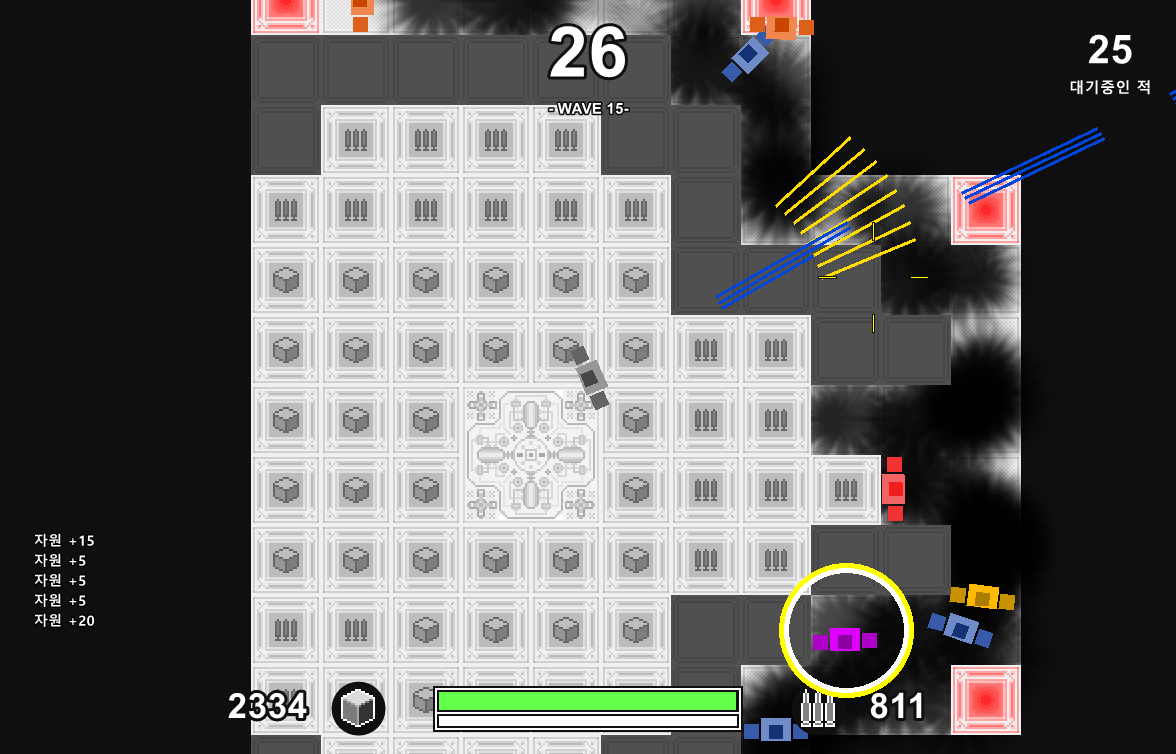 26
- WAVE 15-
25
대기중인 적
자원 +15
자원 +5
자원 +5
자원 +5
자원 +20
2334
811